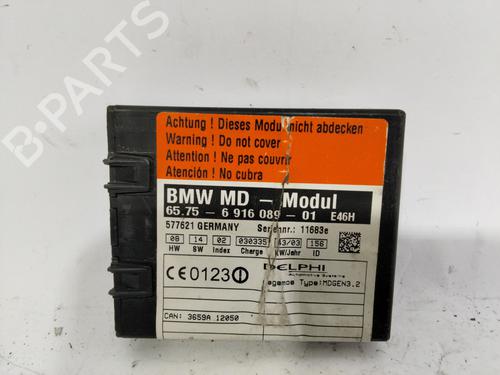 B-PARTS
Achtung ! Dieses Modul nicht abdecken
Warning ! Do not cover
Attention ! Ne pas couvrir
Atención ! No cubra
BMW MD - Modul
65.75 - 6 916 089 - 01 E46H
577621 GERMANY Seriennr.: 11683e
08 14 02 030335 43/03 156
HW SW Index Charge KW/Jahr ID
CE0123
DELPHI
Automotive Systems
Type:MDGEN3.2
CAN: 3659A 12050